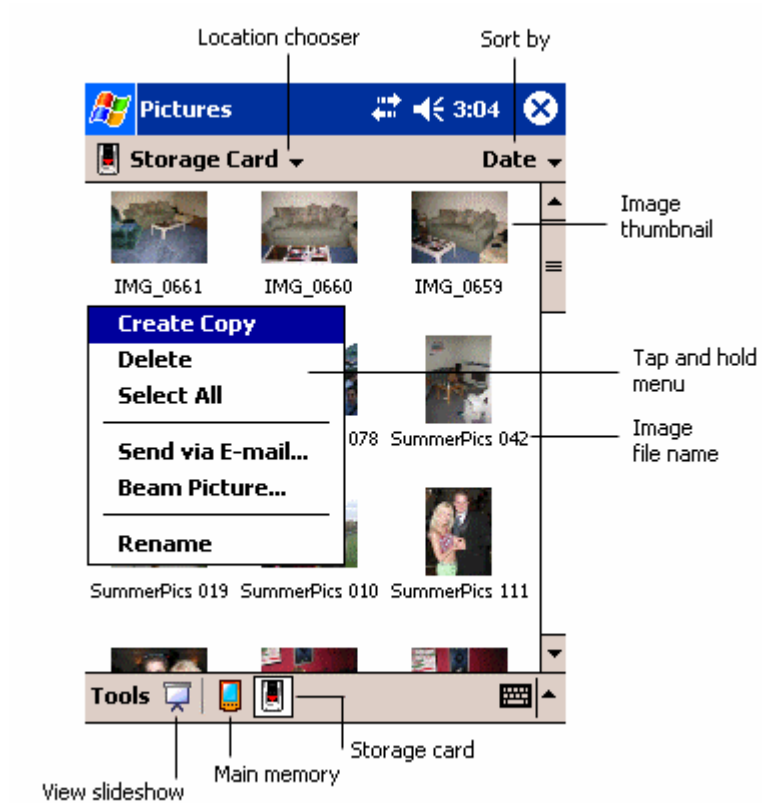 Location chooser
Sort by
Pictures
3:04
Storage Card
Date
Image
thumbnail
IMG_0661
IMG_0660
IMG_0659
Create Copy
Delete
Select All
Send via E-mail...
Beam Picture...
Rename
Tap and hold
menu
078
SummerPics 042
Image
file name
SummerPics 019
SummerPics 010
SummerPics 111
Tools
Storage card
Main memory
View slideshow